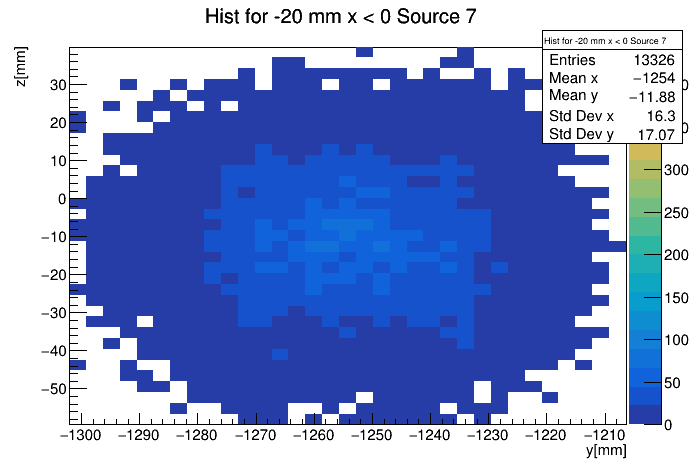 Hist for -20 mm x < 0 Source 7
Hist for -20 mm x < 0 Source 7
Entries 13326
Mean x −1254
Mean y −11.88
Std Dev x 16.3
Std Dev y 17.07
z[mm]
30
20
10
0
−10
−20
−30
−40
−50
300
250
200
150
100
50
0
−1300 −1290 −1280 −1270 −1260 −1250 −1240 −1230 −1220 −1210
y[mm]